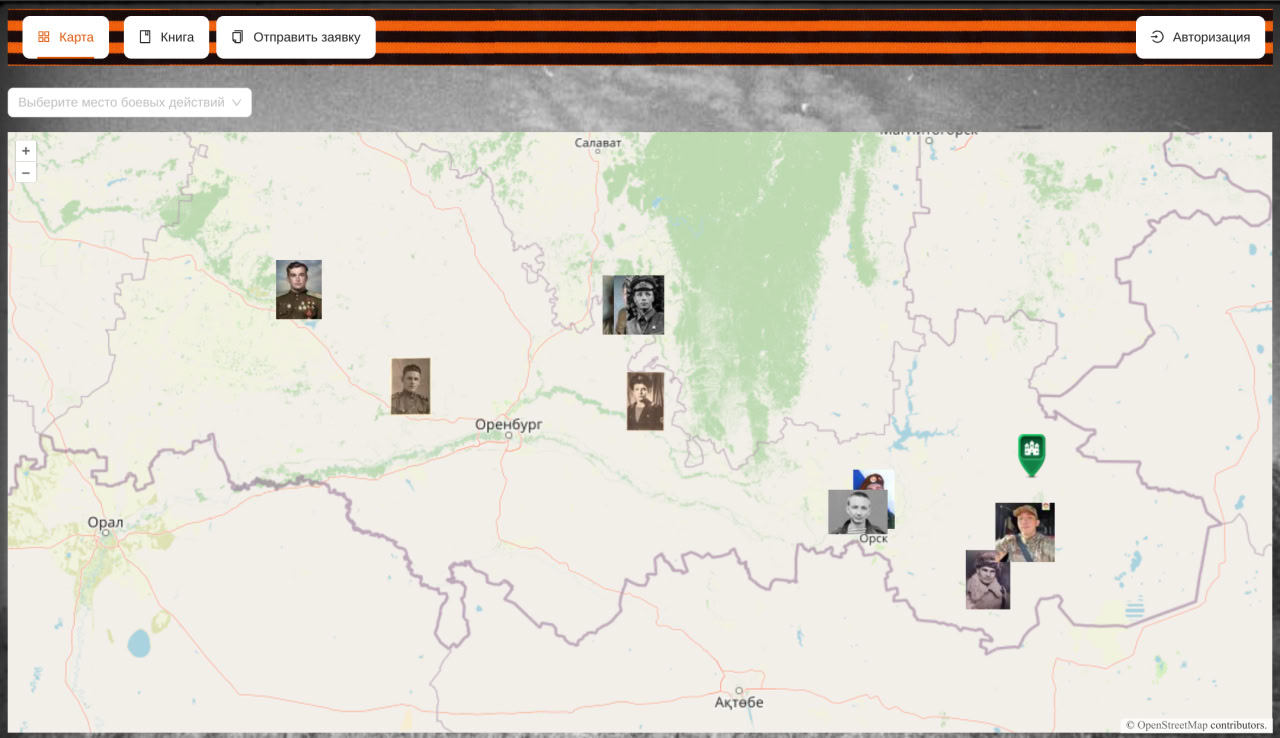 Карта
Книга
Отправить заявку
Авторизация
Выберите место боевых действий
+
−
Салават
Магнитогорск
Оренбург
Орал
Орск
Ақтөбе
© OpenStreetMap contributors.